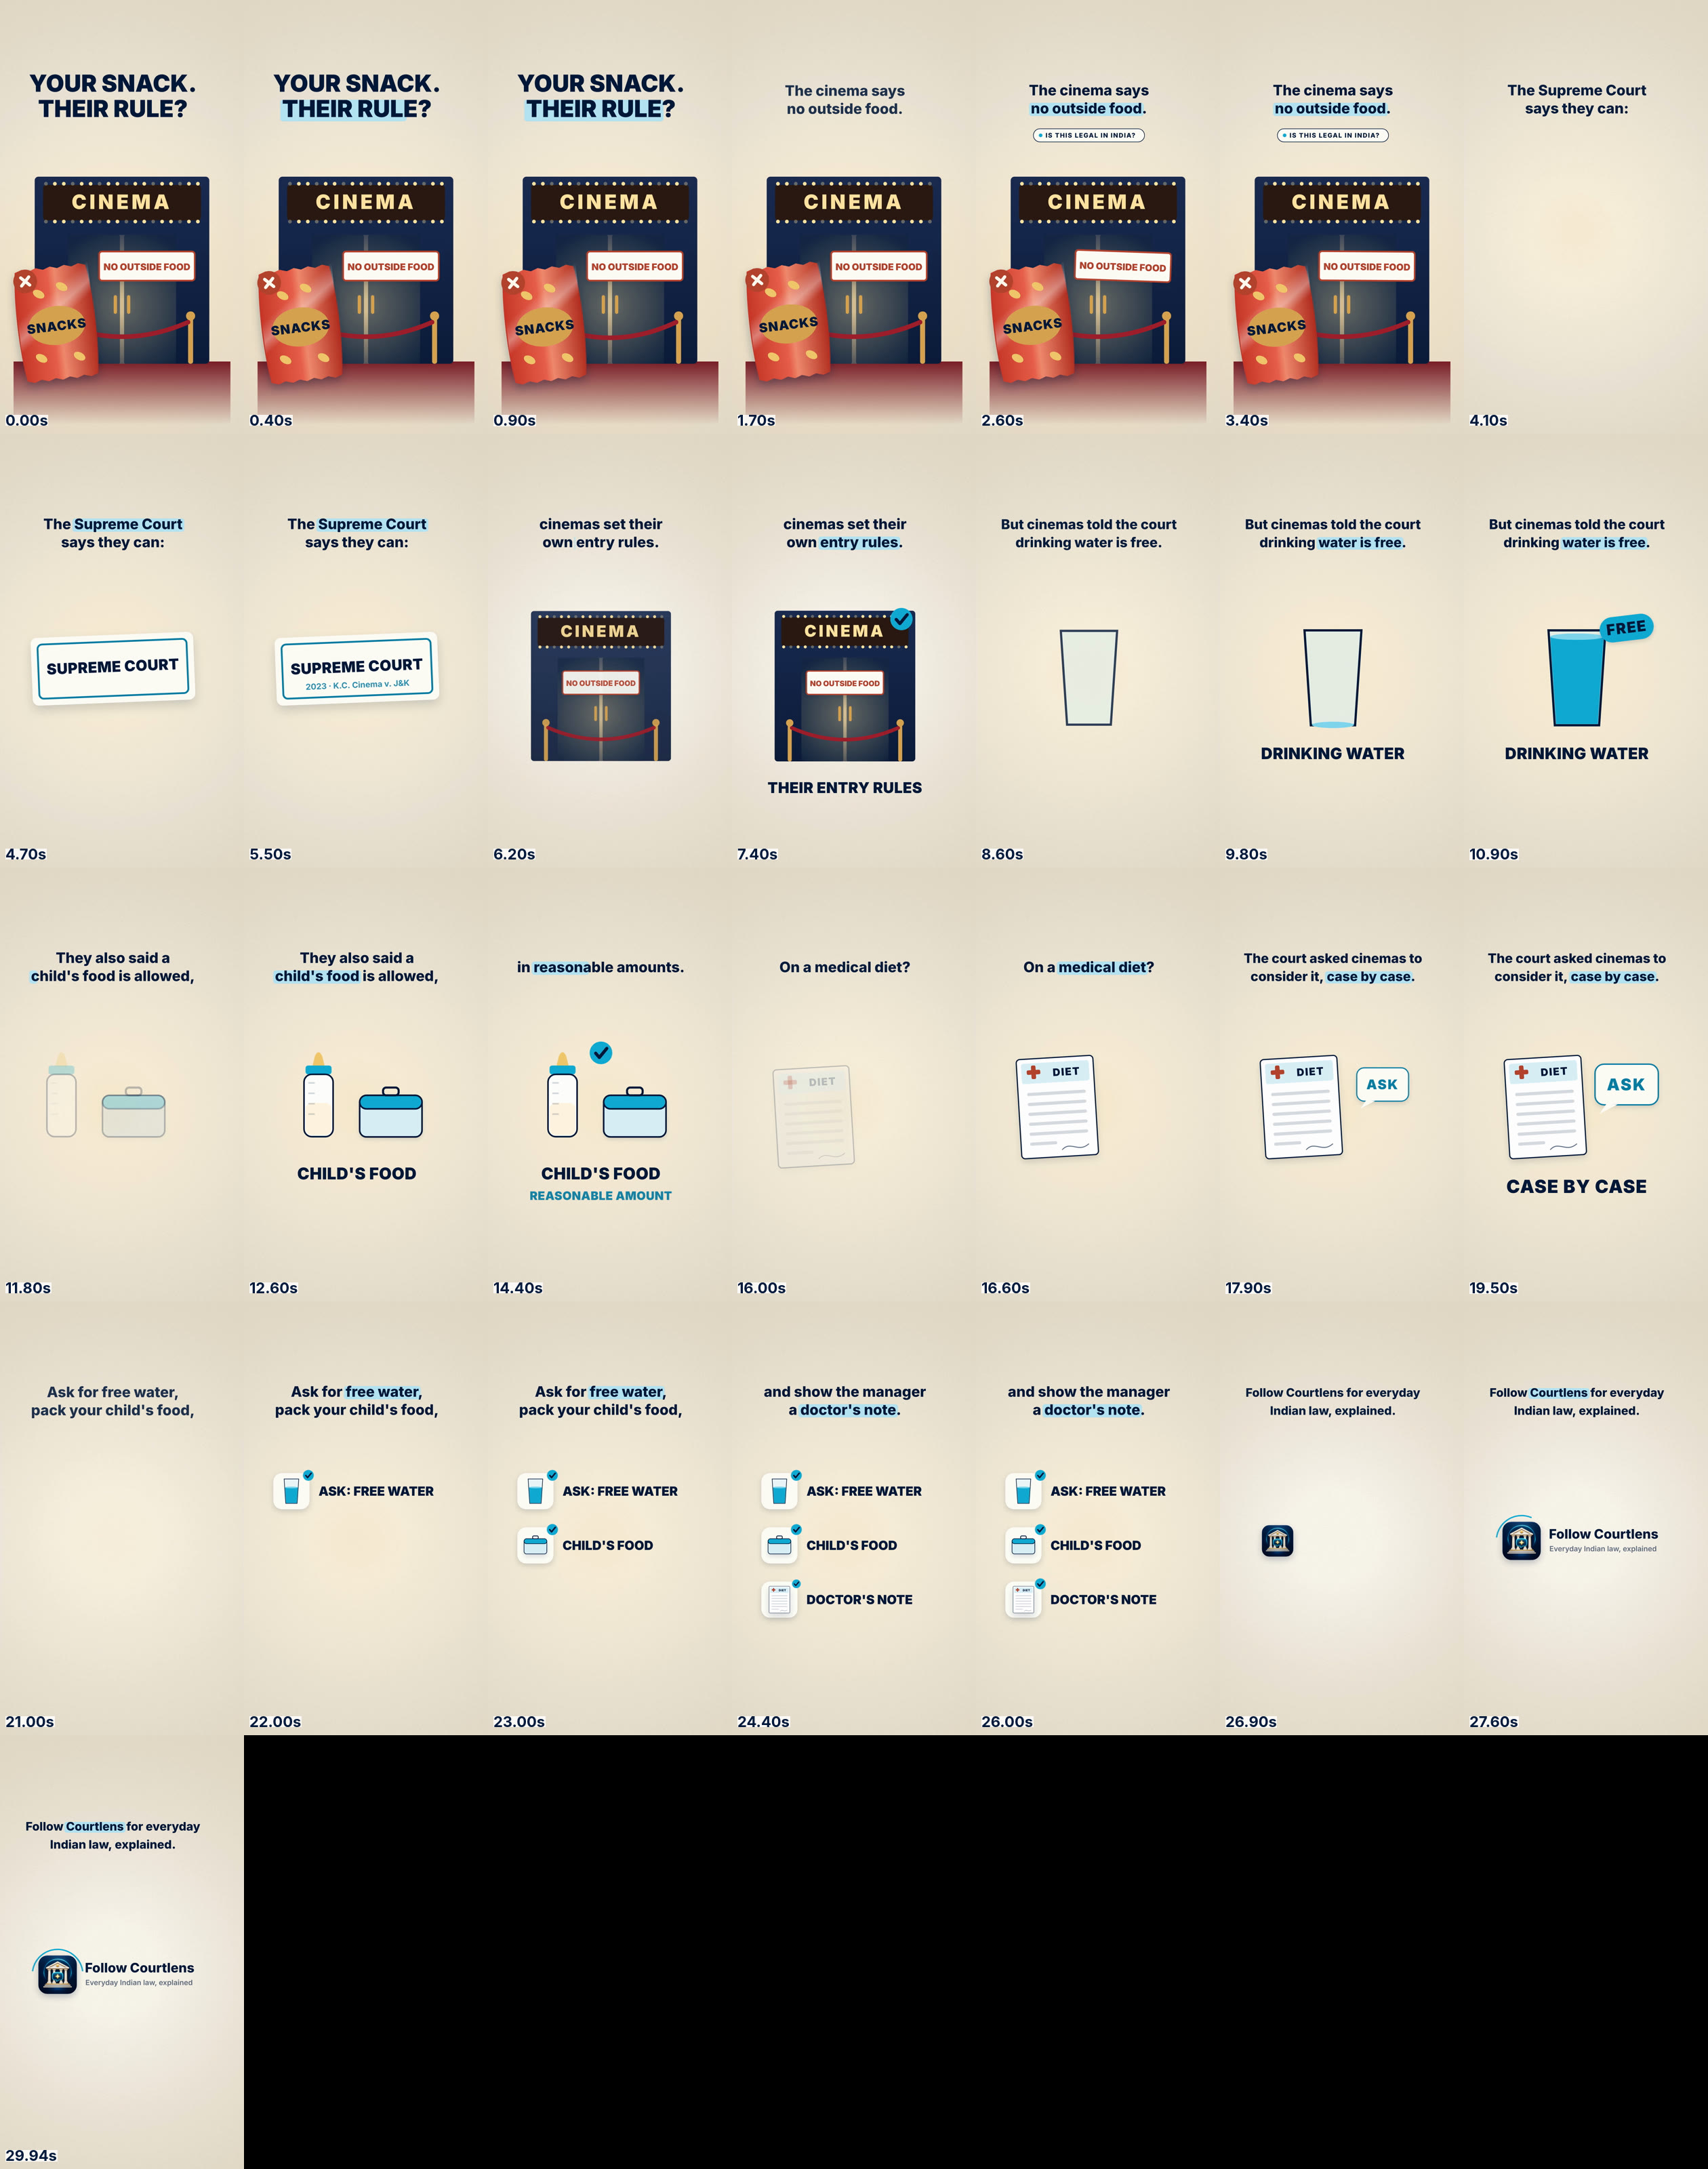 YOUR SNACK.
THEIR RULE?
CINEMA
NO OUTSIDE FOOD
SNACKS
0.00s
YOUR SNACK.
THEIR RULE?
CINEMA
NO OUTSIDE FOOD
SNACKS
0.40s
YOUR SNACK.
THEIR RULE?
CINEMA
NO OUTSIDE FOOD
SNACKS
0.90s
The cinema says
no outside food.
CINEMA
NO OUTSIDE FOOD
SNACKS
1.70s
The cinema says
no outside food.
IS THIS LEGAL IN INDIA?
CINEMA
NO OUTSIDE FOOD
SNACKS
2.60s
The cinema says
no outside food.
IS THIS LEGAL IN INDIA?
CINEMA
NO OUTSIDE FOOD
SNACKS
3.40s
The Supreme Court
says they can:
4.10s
The Supreme Court
says they can:
SUPREME COURT
4.70s
The Supreme Court
says they can:
SUPREME COURT
2023 · K.C. Cinema v. J&K
5.50s
cinemas set their
own entry rules.
CINEMA
NO OUTSIDE FOOD
6.20s
cinemas set their
own entry rules.
CINEMA
NO OUTSIDE FOOD
THEIR ENTRY RULES
7.40s
But cinemas told the court
drinking water is free.
8.60s
But cinemas told the court
drinking water is free.
DRINKING WATER
9.80s
But cinemas told the court
drinking water is free.
FREE
DRINKING WATER
10.90s
They also said a
child's food is allowed,
11.80s
They also said a
child's food is allowed,
CHILD'S FOOD
12.60s
in reasonable amounts.
CHILD'S FOOD
REASONABLE AMOUNT
14.40s
On a medical diet?
DIET
16.00s
On a medical diet?
DIET
16.60s
The court asked cinemas to
consider it, case by case.
DIET
ASK
17.90s
The court asked cinemas to
consider it, case by case.
DIET
ASK
CASE BY CASE
19.50s
Ask for free water,
pack your child's food,
21.00s
Ask for free water,
pack your child's food,
ASK: FREE WATER
22.00s
Ask for free water,
pack your child's food,
ASK: FREE WATER
CHILD'S FOOD
23.00s
and show the manager
a doctor's note.
ASK: FREE WATER
CHILD'S FOOD
DIET
DOCTOR'S NOTE
24.40s
and show the manager
a doctor's note.
ASK: FREE WATER
CHILD'S FOOD
DIET
DOCTOR'S NOTE
26.00s
Follow Courtlens for everyday
Indian law, explained.
26.90s
Follow Courtlens for everyday
Indian law, explained.
Follow Courtlens
Everyday Indian law, explained
27.60s
Follow Courtlens for everyday
Indian law, explained.
Follow Courtlens
Everyday Indian law, explained
29.94s